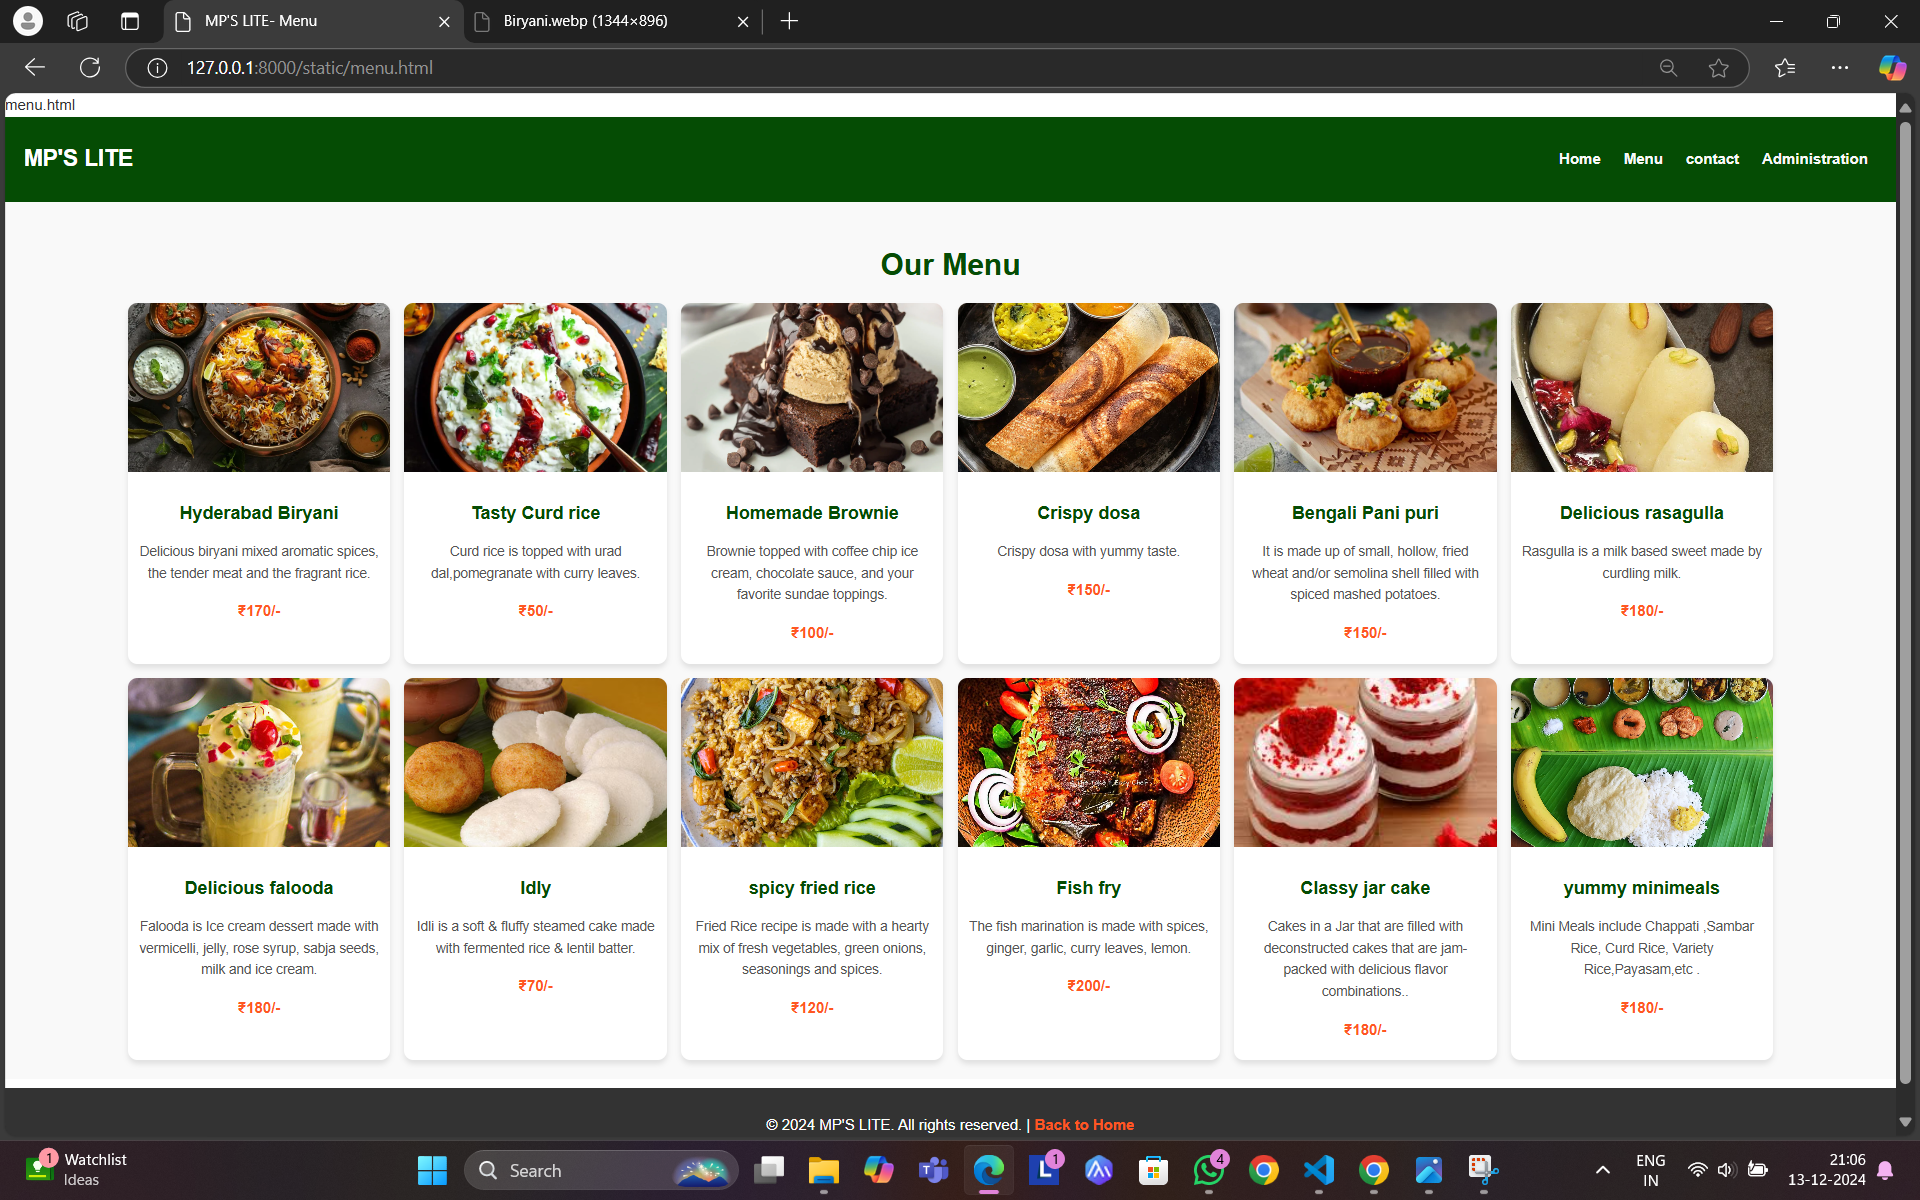 MP'S LITE- Menu
Biryani.webp (1344×896)
127.0.0.1:8000/static/menu.html
menu.html
MP'S LITE
Home Menu contact Administration
Our Menu
Hyderabad Biryani
Delicious biryani mixed aromatic spices,
the tender meat and the fragrant rice.
₹170/-
Tasty Curd rice
Curd rice is topped with urad
dal,pomegranate with curry leaves.
₹50/-
Homemade Brownie
Brownie topped with coffee chip ice
cream, chocolate sauce, and your
favorite sundae toppings.
₹100/-
Crispy dosa
Crispy dosa with yummy taste.
₹150/-
Bengali Pani puri
It is made up of small, hollow, fried
wheat and/or semolina shell filled with
spiced mashed potatoes.
₹150/-
Delicious rasagulla
Rasgulla is a milk based sweet made by
curdling milk.
₹180/-
Delicious falooda
Falooda is Ice cream dessert made with
vermicelli, jelly, rose syrup, sabja seeds,
milk and ice cream.
₹180/-
Idly
Idli is a soft & fluffy steamed cake made
with fermented rice & lentil batter.
₹70/-
spicy fried rice
Fried Rice recipe is made with a hearty
mix of fresh vegetables, green onions,
seasonings and spices.
₹120/-
Fish fry
The fish marination is made with spices,
ginger, garlic, curry leaves, lemon.
₹200/-
Classy jar cake
Cakes in a Jar that are filled with
deconstructed cakes that are jam-
packed with delicious flavor
combinations..
₹180/-
yummy minimeals
Mini Meals include Chappati ,Sambar
Rice, Curd Rice, Variety
Rice,Payasam,etc .
₹180/-
© 2024 MP'S LITE. All rights reserved. | Back to Home
1
Watchlist
Ideas
Search
L
1
4
ENG
IN
21:06
13-12-2024